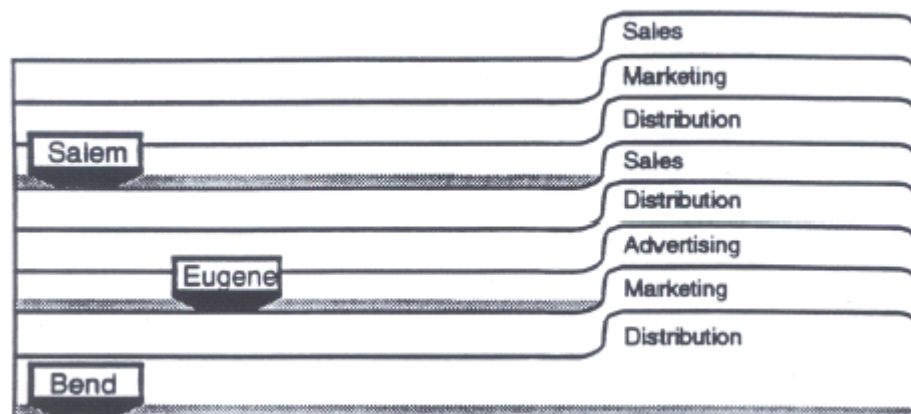 Sales
Marketing
Distribution
Salem
Sales
Distribution
Advertising
Eugene
Marketing
Distribution
Bend